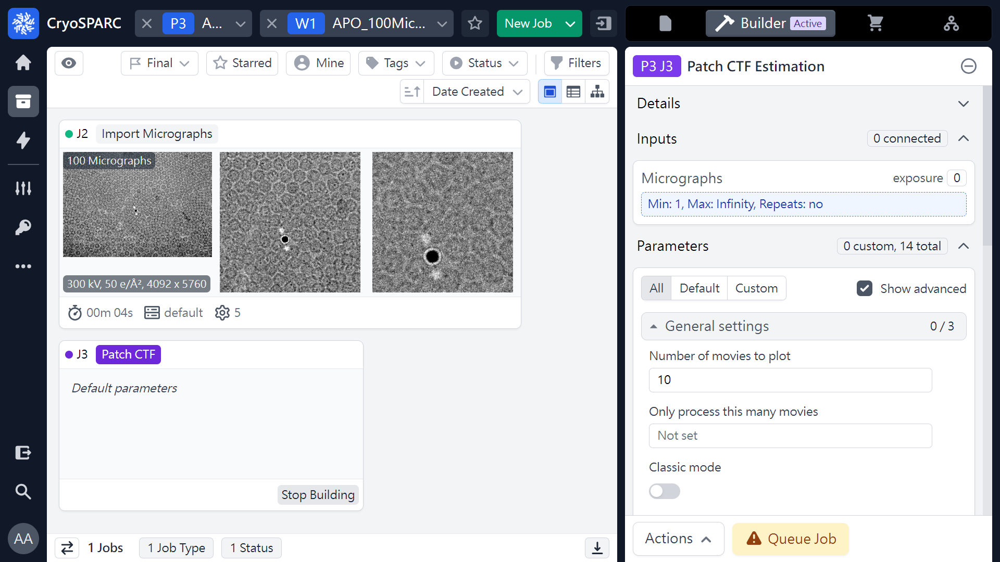 CryoSPARC
P3 A...
W1 APO_100Mic...
New Job
Builder Active
Final
Starred
Mine
Tags
Status
Filters
Date Created
J2 Import Micrographs
100 Micrographs
300 kV, 50 e/Å², 4092 x 5760
00m 04s default 5
J3 Patch CTF
Default parameters
Stop Building
AA
1 Jobs 1 Job Type 1 Status
P3 J3 Patch CTF Estimation
Details
Inputs 0 connected
Micrographs exposure 0
Min: 1, Max: Infinity, Repeats: no
Parameters 0 custom, 14 total
All Default Custom Show advanced
General settings 0 / 3
Number of movies to plot
10
Only process this many movies
Not set
Classic mode
Actions Queue Job